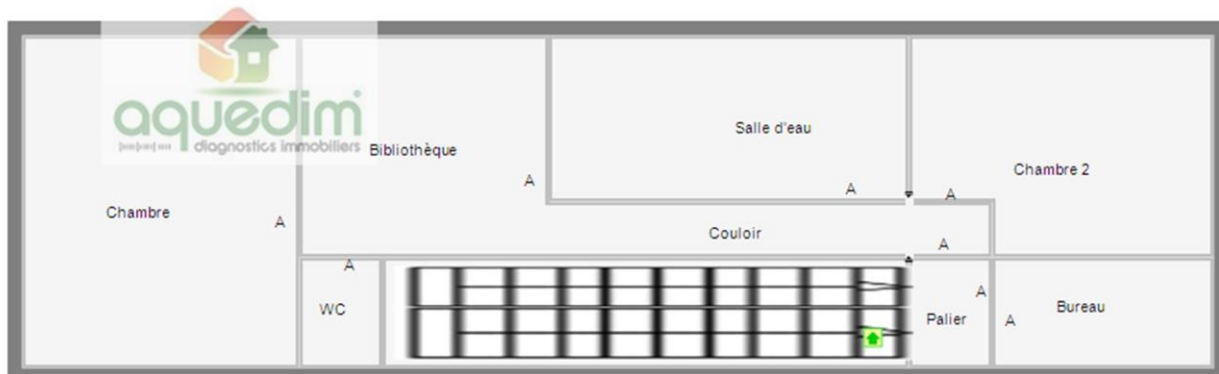 aquedim
diagnostics immobiliers
Bibliothèque
Salle d'eau
Chambre 2
A
A
A
Chambre
A
Couloir
A
A
WC
A
Palier
A
Bureau